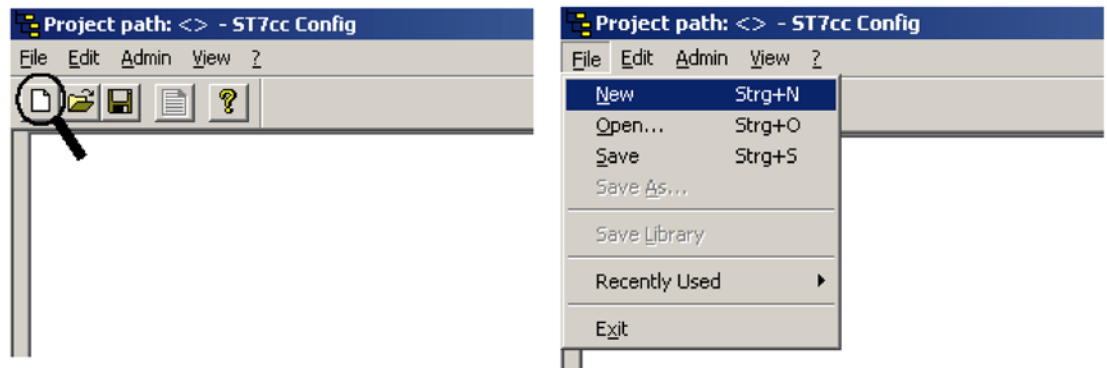 Project path: <> - ST7cc Config
File Edit Admin View ?
Project path: <> - ST7cc Config
File Edit Admin View ?
New Strg+N
Open... Strg+O
Save Strg+S
Save As...
Save Library
Recently Used
Exit